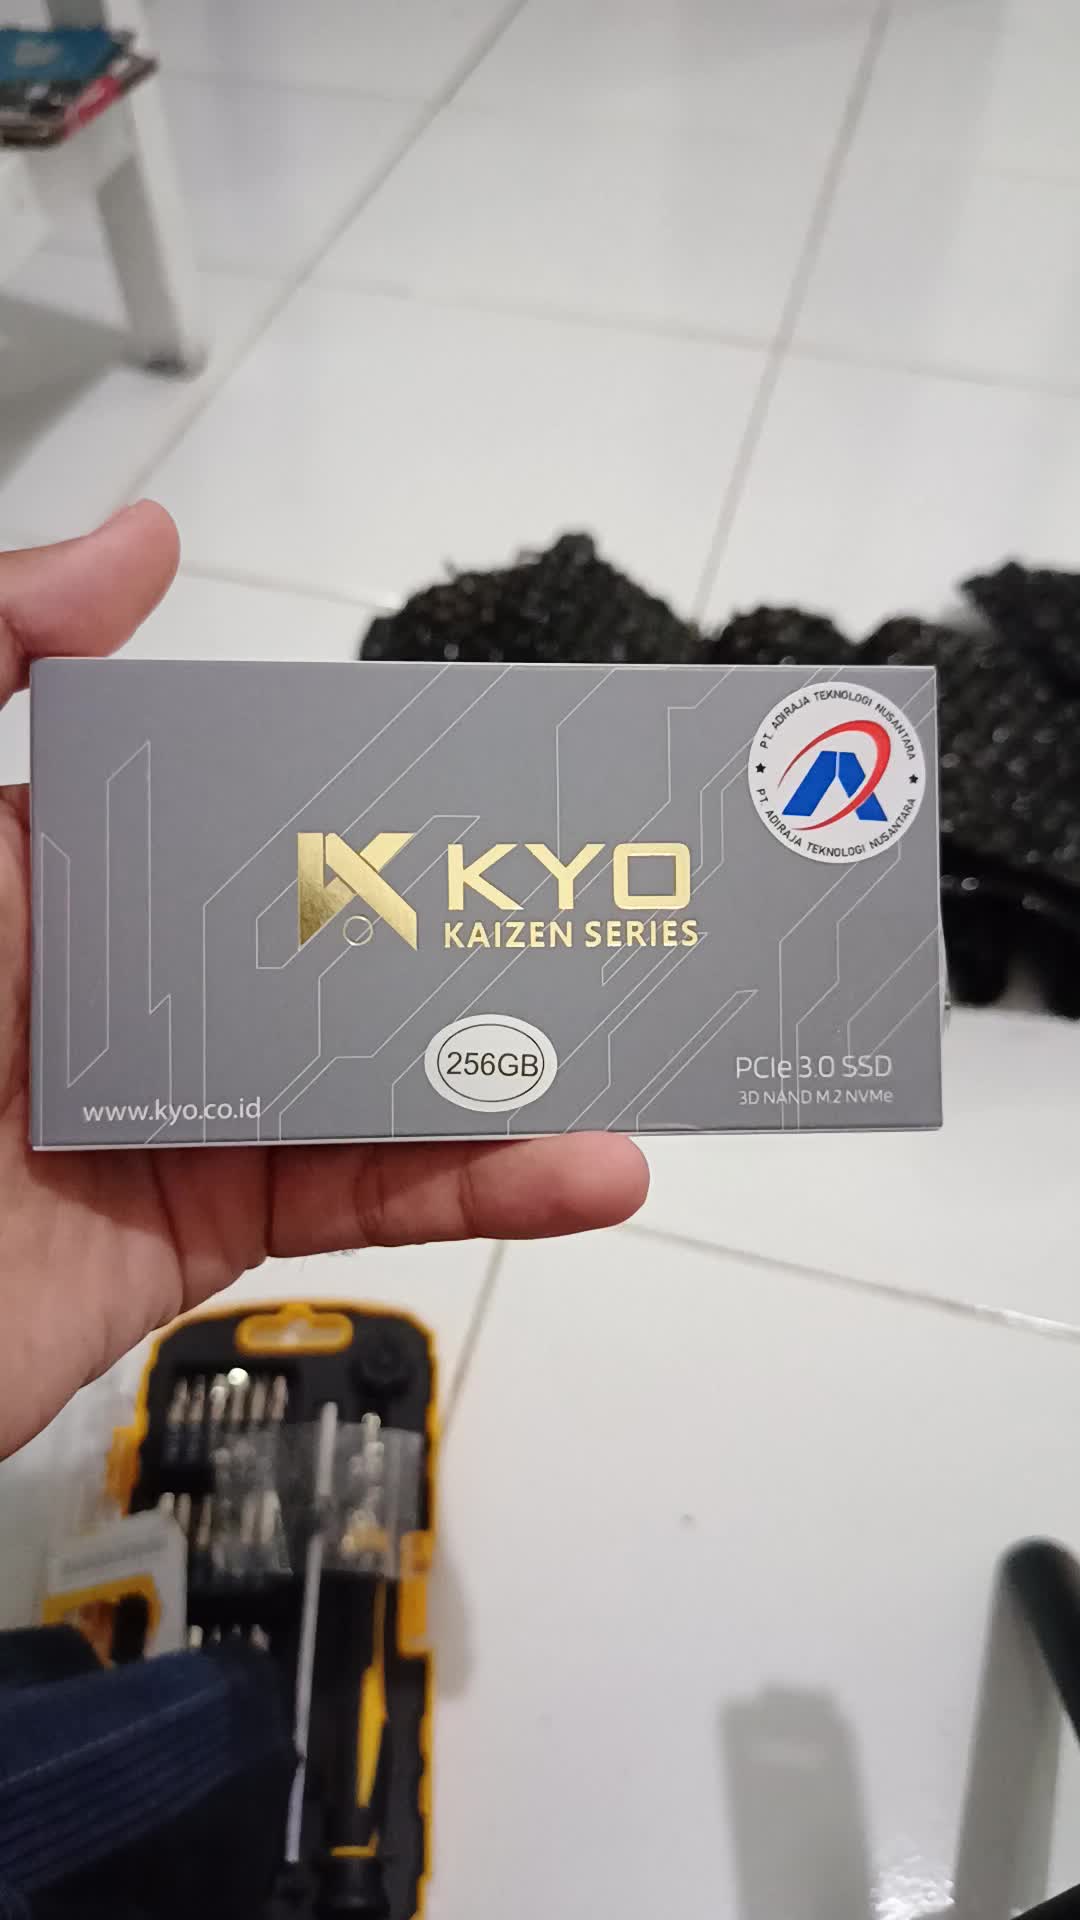 PT. ADIRAJA TEKNOLOGI NUSANTARA
PT. ADIRAJA TEKNOLOGI NUSANTARA
KYO
KAIZEN SERIES
256GB
PCIe 3.0 SSD
3D NAND M.2 NVMe
www.kyo.co.id